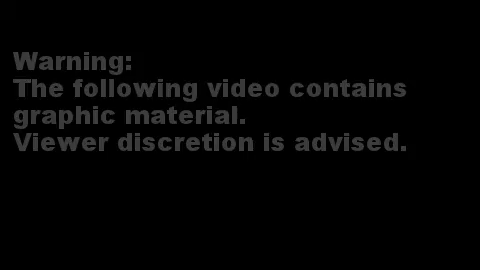 Warning:
The following video contains
graphic material.
Viewer discretion is advised.